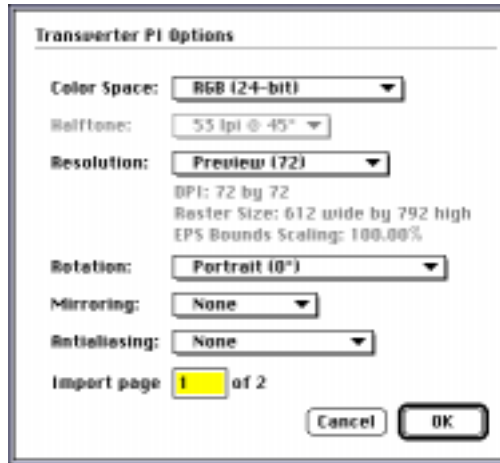 Transverter PI Options
Color Space: RGB (24-bit)
Halftone: 53 lpi @ 45°
Resolution: Preview (72)
DPI: 72 by 72
Raster Size: 612 wide by 792 high
EPS Bounds Scaling: 100.00%
Rotation: Portrait (0°)
Mirroring: None
Antialiasing: None
Import page 1 of 2
Cancel OK